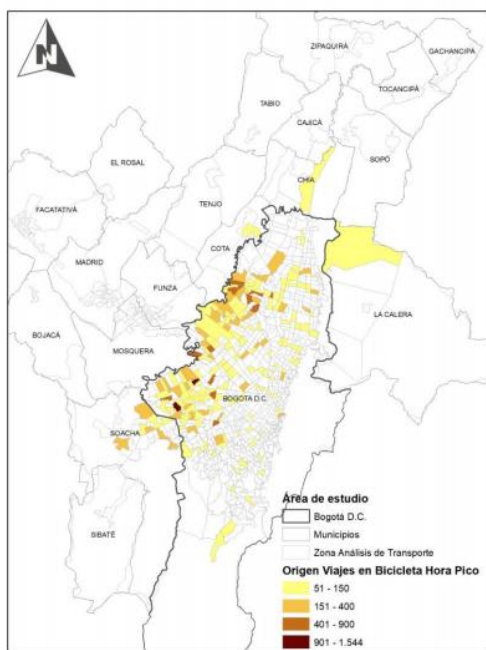 N
ZIPAQUIRÁ
GACHANCIPÁ
TOCANCIPÁ
TABIO
CAJICÁ
SOPÓ
EL ROSAL
CHÍA
TENJO
FACATATIVÁ
COTA
MADRID
FUNZA
LA CALERA
BOJACÁ
MOSQUERA
BOGOTÁ D.C.
SOACHA
SIBATÉ
Área de estudio
Bogotá D.C.
Municipios
Zona Análisis de Transporte
Origen Viajes en Bicicleta Hora Pico
51 - 150
151 - 400
401 - 900
901 - 1.544